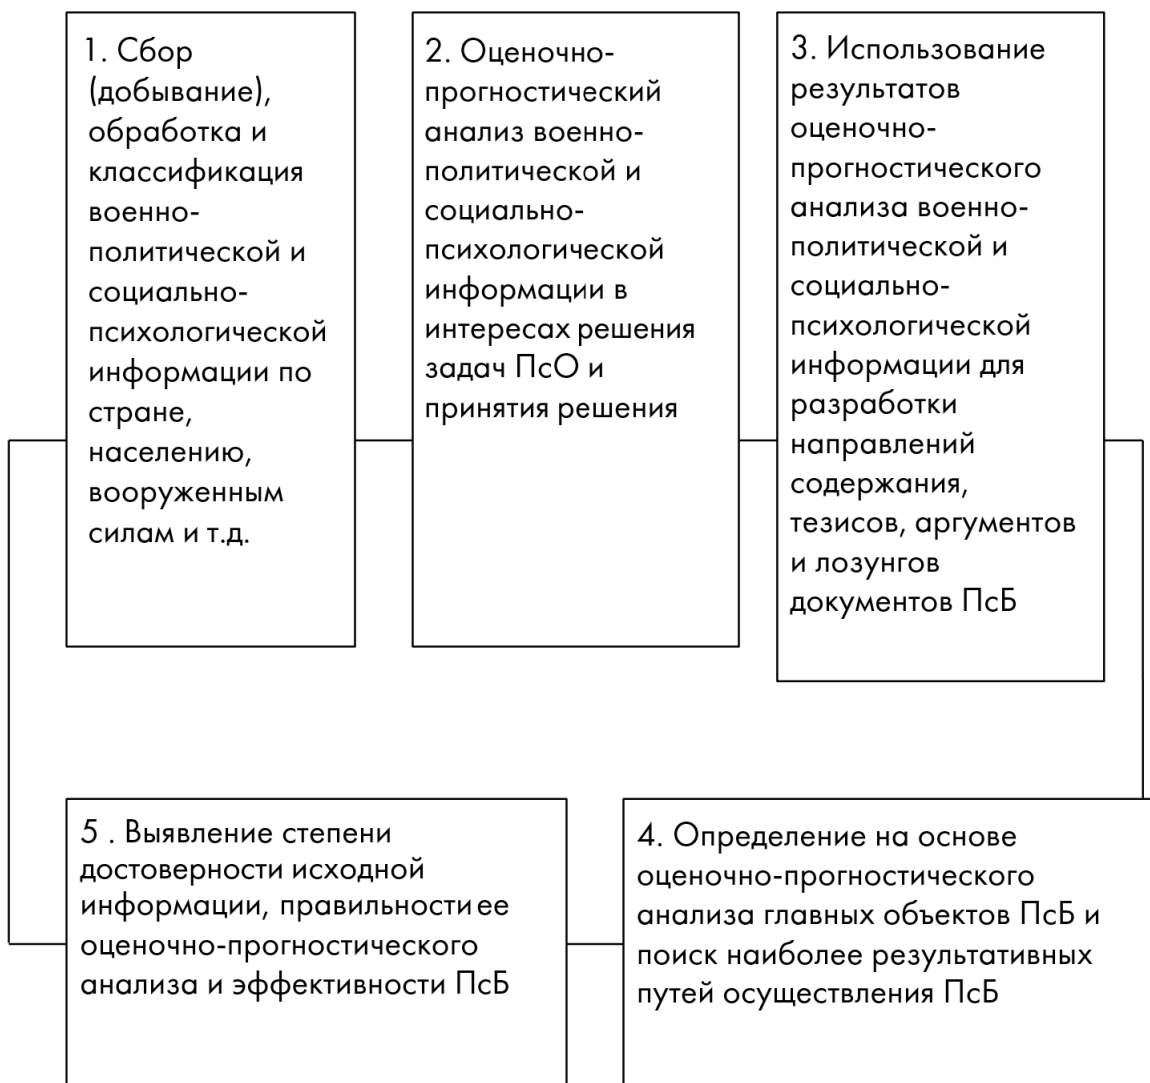 1. Сбор
(добывание),
обработка и
классификация
военно-
политической и
социально-
психологической
информации по
стране,
населению,
вооруженным
силам и т.д.
2. Оценочно-
прогностический
анализ военно-
политической и
социально-
психологической
информации в
интересах решения
задач ПсО и
принятия решения
3. Использование
результатов
оценочно-
прогностического
анализа военно-
политической и
социально-
психологической
информации для
разработки
направлений
содержания,
тезисов, аргументов
и лозунгов
документов ПсБ
5 . Выявление степени
достоверности исходной
информации, правильности ее
оценочно-прогностического
анализа и эффективности ПсБ
4. Определение на основе
оценочно-прогностического
анализа главных объектов ПсБ и
поиск наиболее результативных
путей осуществления ПсБ